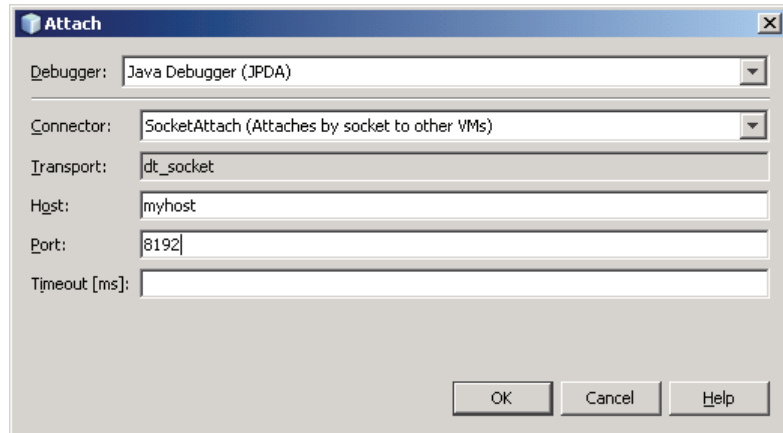 Attach
Debugger: Java Debugger (JPDA)
Connector: SocketAttach (Attaches by socket to other VMs)
Transport: dt_socket
Host: myhost
Port: 8192
Timeout [ms]:
OK Cancel Help